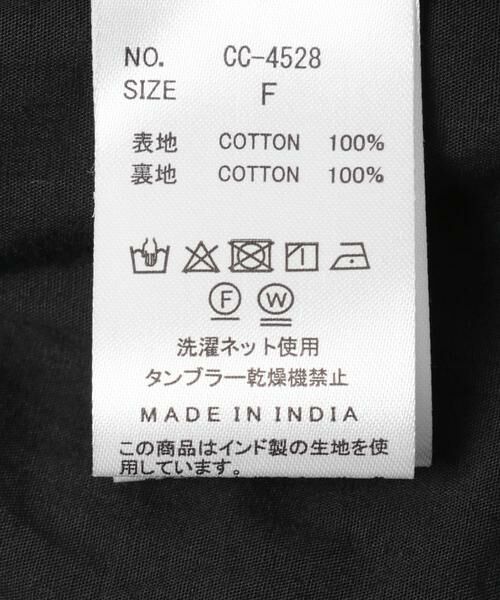 NO. CC-4528
SIZE F
表地 COTTON 100%
裏地 COTTON 100%
F W
洗濯ネット使用
タンブラー乾燥機禁止
MADE IN INDIA
この商品はインド製の生地を使
用しています。